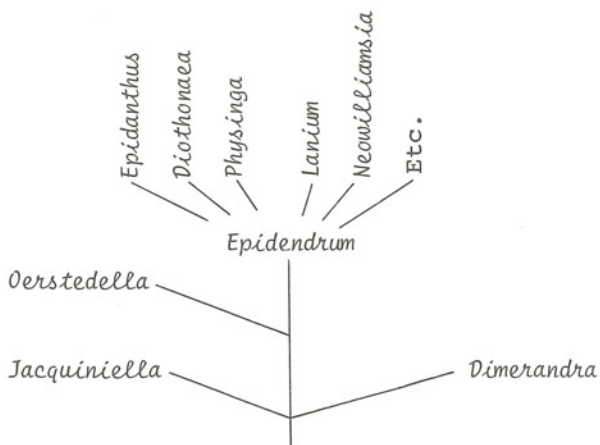 Epidanthus
Diothonaea
Physinga
Lanium
Neowilliamsia
Etc.
Epidendrum
Oerstedella
Jacquiniella
Dimerandra